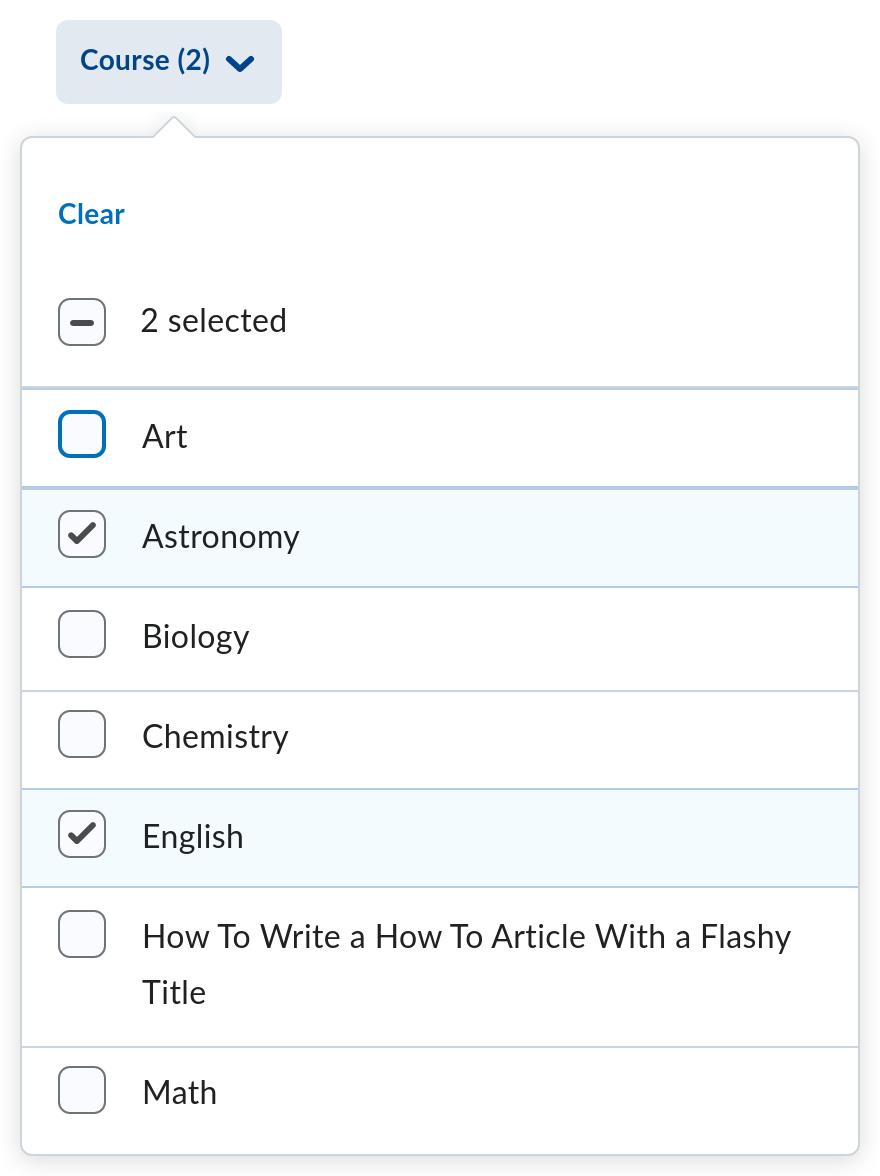 Course (2)
Clear
2 selected
Art
Astronomy
Biology
Chemistry
English
How To Write a How To Article With a Flashy
Title
Math